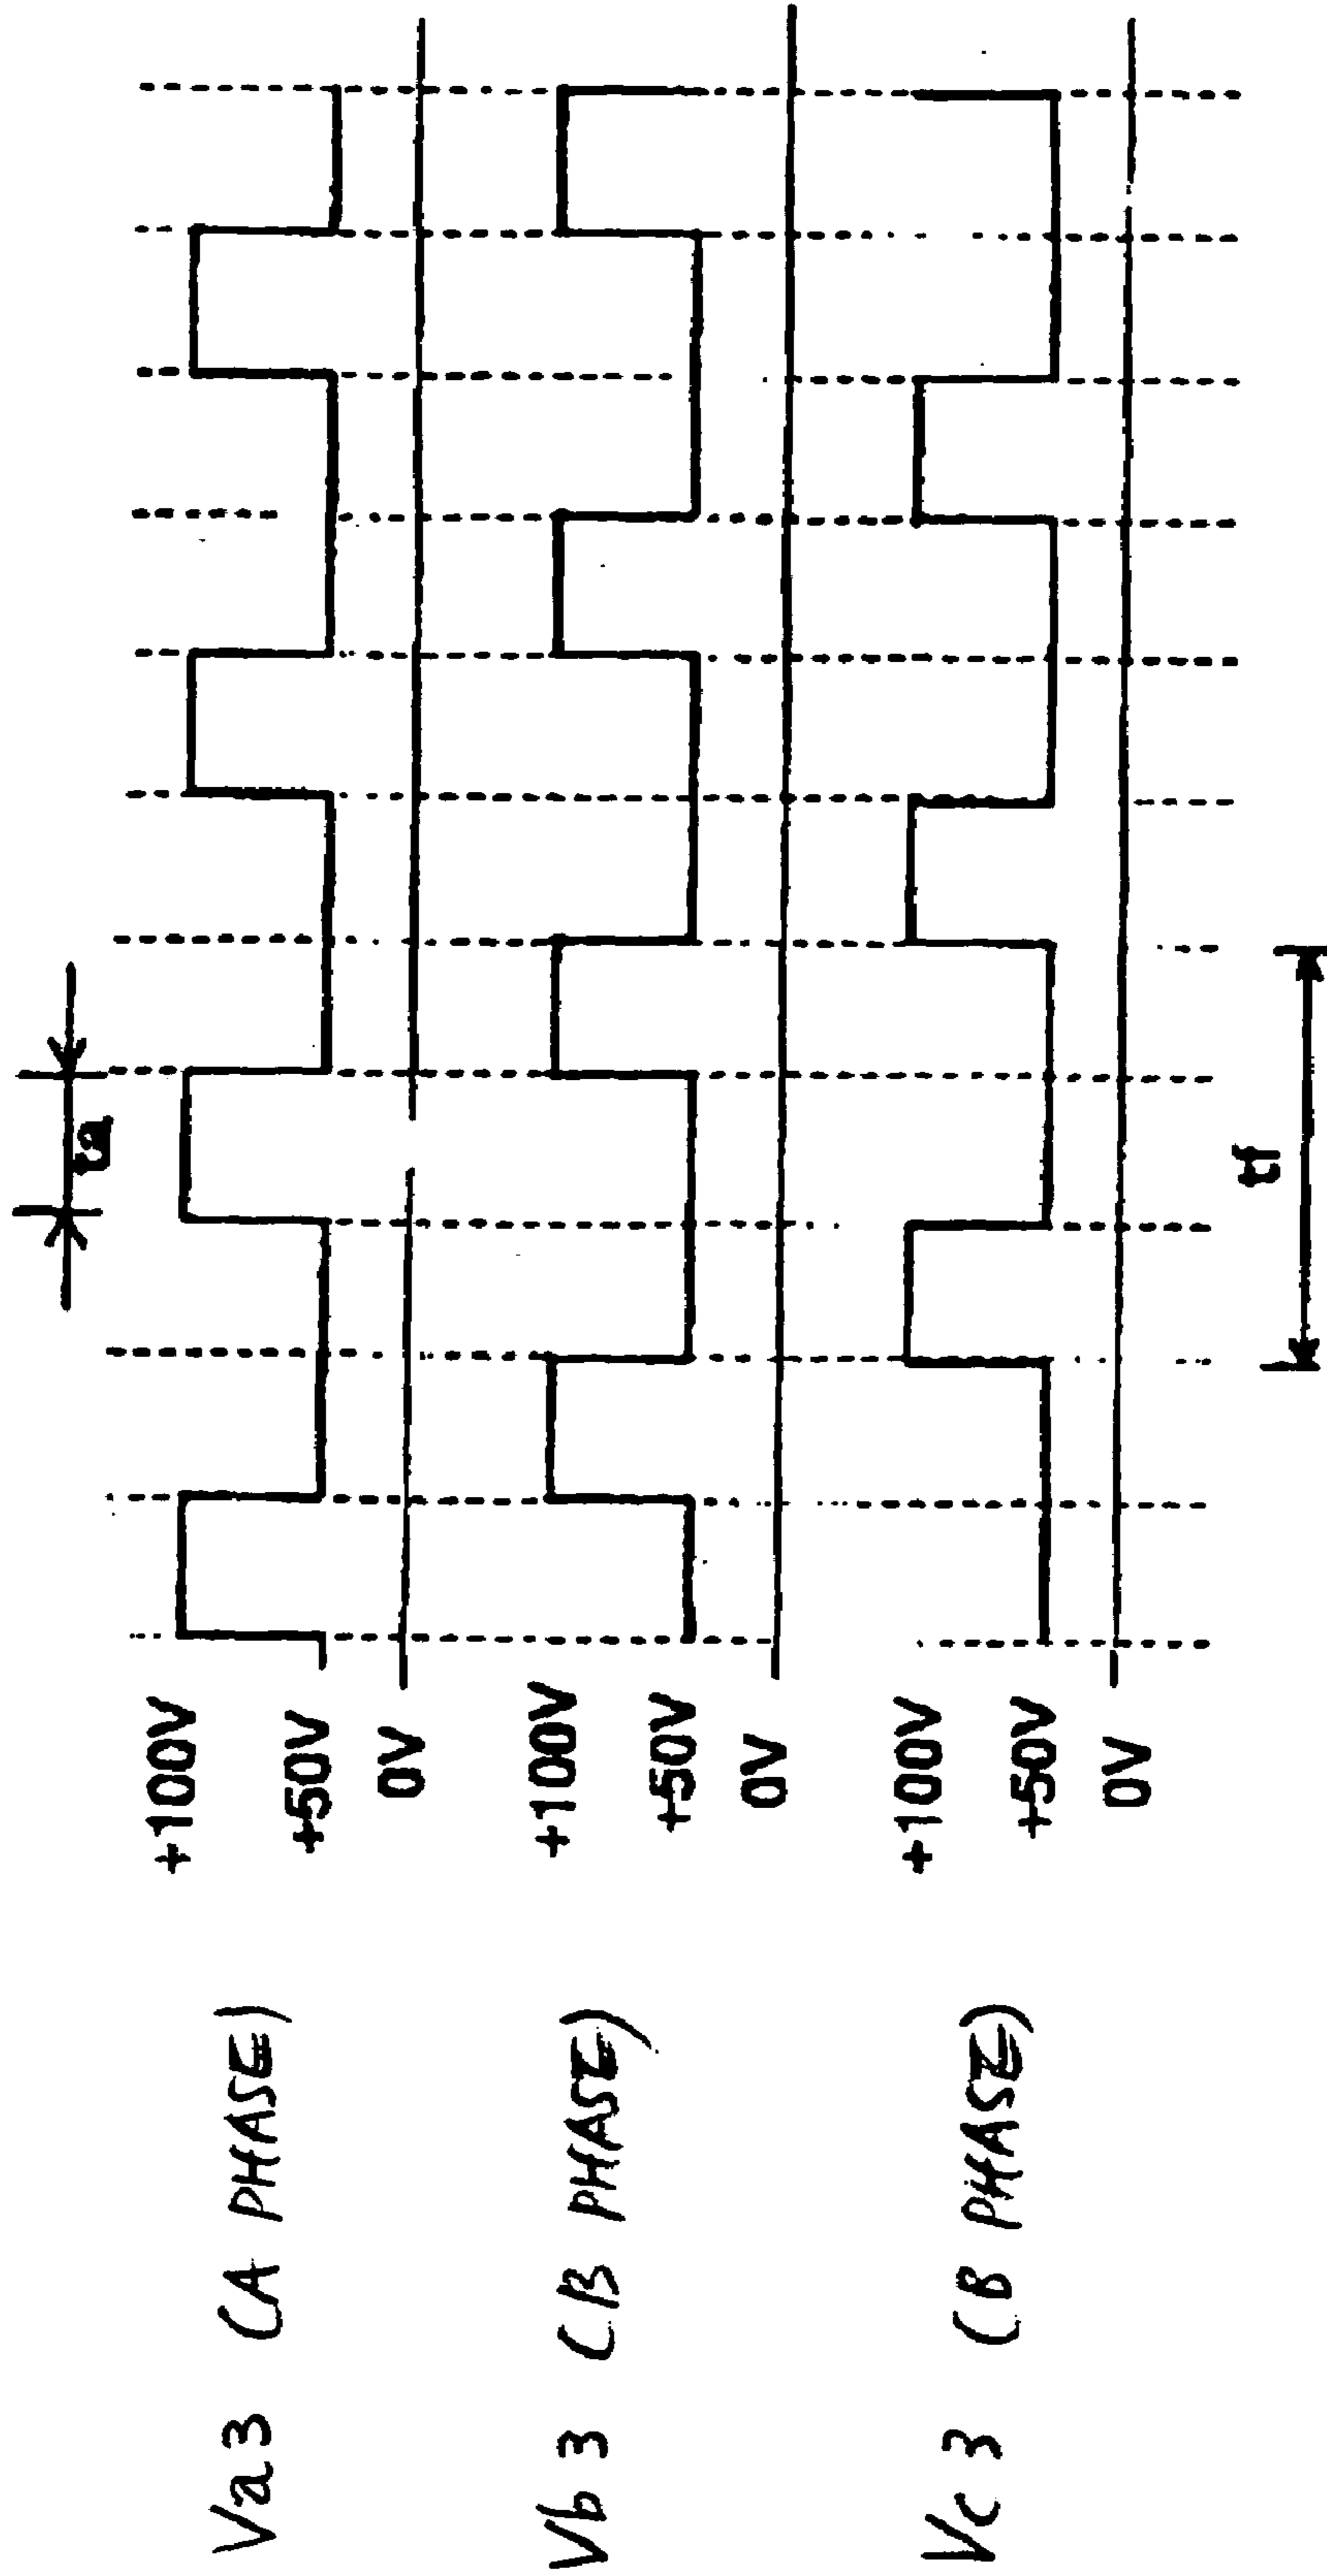 ta
Va3 (A PHASE)
+100V
+50V
0V
Vb3 (B PHASE)
+100V
+50V
0V
Vc3 (B PHASE)
+100V
+50V
0V
tf